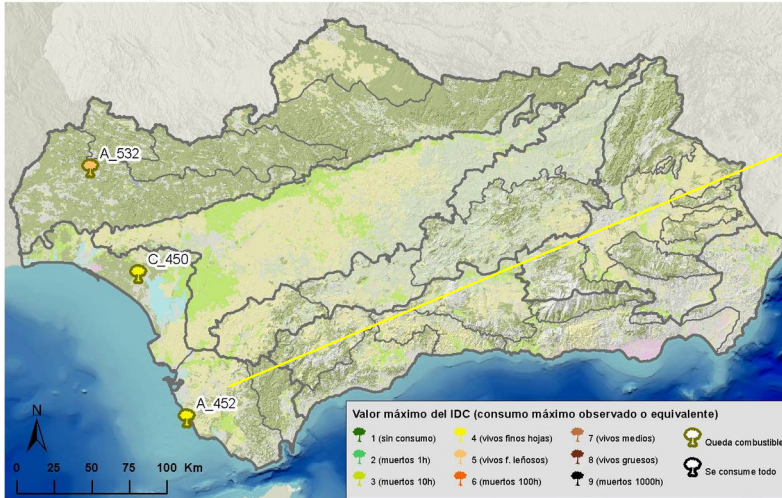 A_532
C_450
A_452
N
0 25 50 75 100 Km
Valor máximo del IDC (consumo máximo observado o equivalente)
1 (sin consumo)
2 (muertos 1h)
3 (muertos 10h)
4 (vivos finos hojas)
5 (vivos f. leñosos)
6 (muertos 100h)
7 (vivos medios)
8 (vivos gruesos)
9 (muertos 1000h)
Queda combustible
Se consume todo